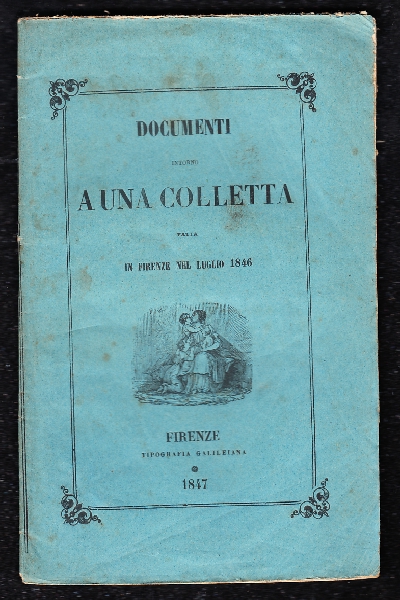 DOCUMENTI
INTORNO
A UNA COLLETTA
FATTA
IN FIRENZE NEL LUGLIO 1846
FIRENZE
TIPOGRAFIA GALILEIANA
1847